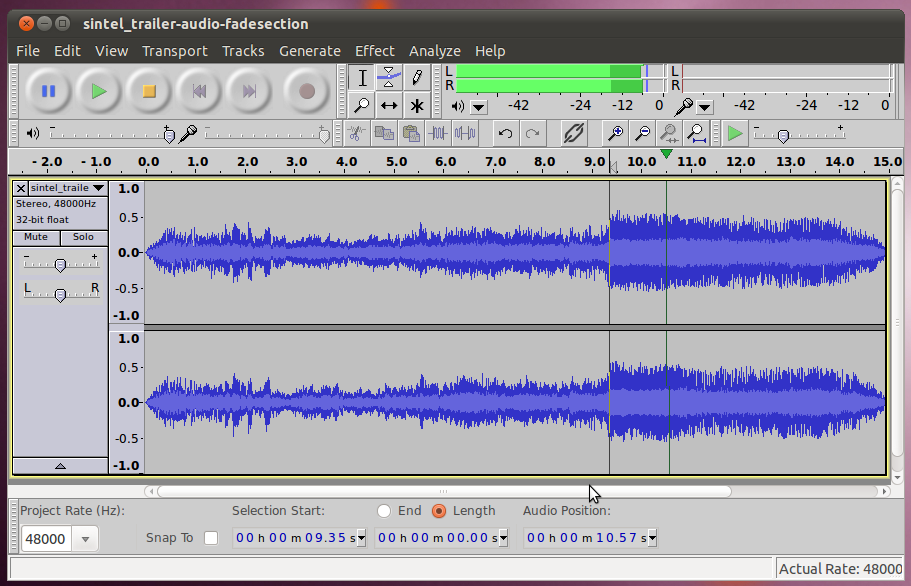 sintel_trailer-audio-fadesection
File Edit View Transport Tracks Generate Effect Analyze Help
L L
R R
-42 -24 -12 0 -42 -24 -12 0
- + - +
- 2.0 - 1.0 0.0 1.0 2.0 3.0 4.0 5.0 6.0 7.0 8.0 9.0 10.0 11.0 12.0 13.0 14.0 15.0
sintel_traile
Stereo, 48000Hz
32-bit float
Mute Solo
- +
L R
1.0
0.5-
0.0-
-0.5-
-1.0
1.0
0.5-
0.0-
-0.5-
-1.0
Project Rate (Hz): Selection Start: End Length Audio Position:
48000 Snap To 00 h 00 m 09.35 s 00 h 00 m 00.00 s 00 h 00 m 10.57 s
Actual Rate: 48000